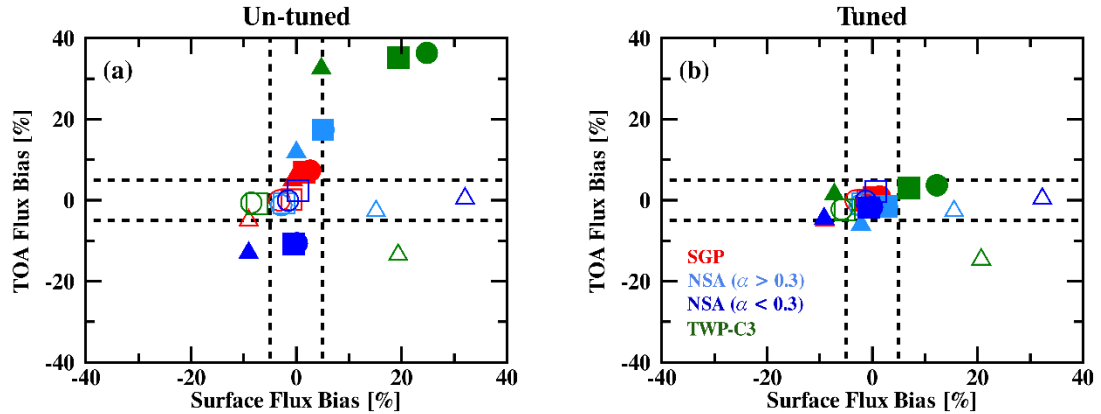 Un-tuned
Tuned
(a)
40
20
0
-20
-40
TOA Flux Bias [%]
-40
-20
0
20
40
Surface Flux Bias [%]
(b)
40
20
0
-20
-40
TOA Flux Bias [%]
SGP
NSA (α > 0.3)
NSA (α < 0.3)
TWP-C3
-40
-20
0
20
40
Surface Flux Bias [%]